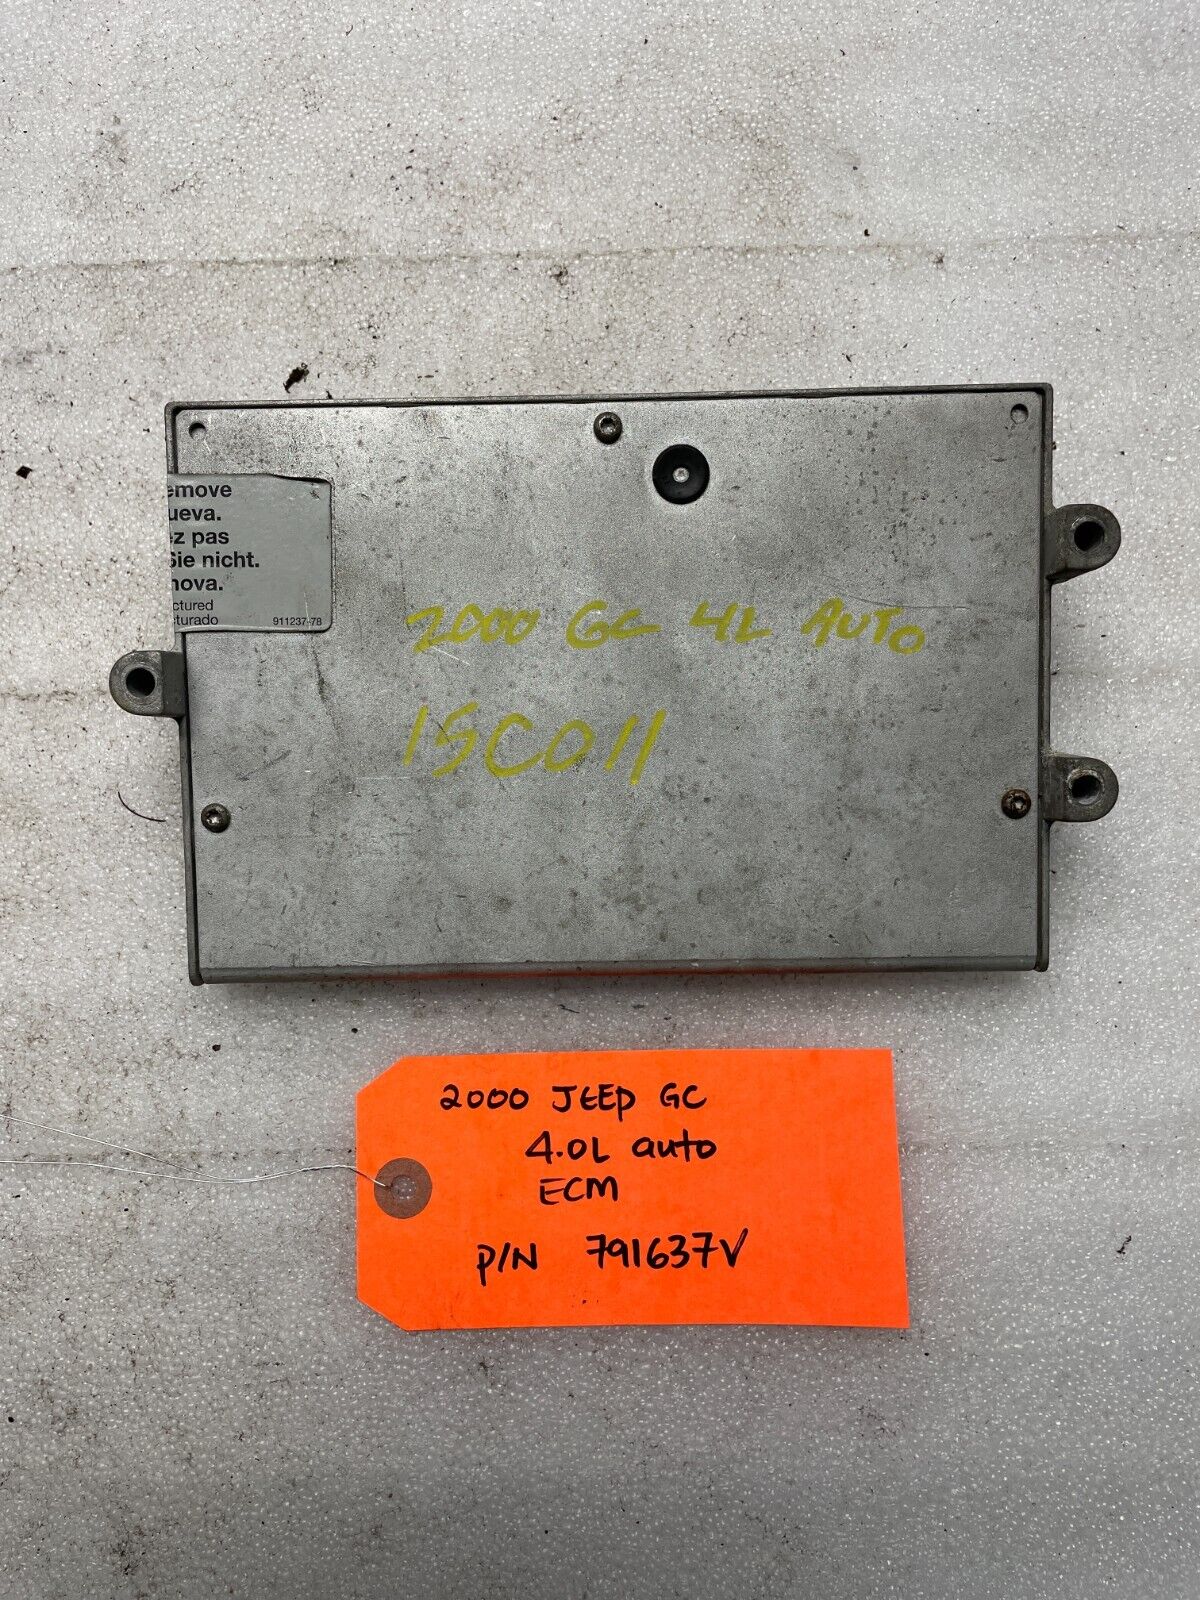 emove
ueva.
z pas
Sie nicht.
nova.
ctured
cturado
911237-78
2000 GC 4L AUTO
15C011
2000 JEEP GC
4.0L auto
ECM
P/N 791637V